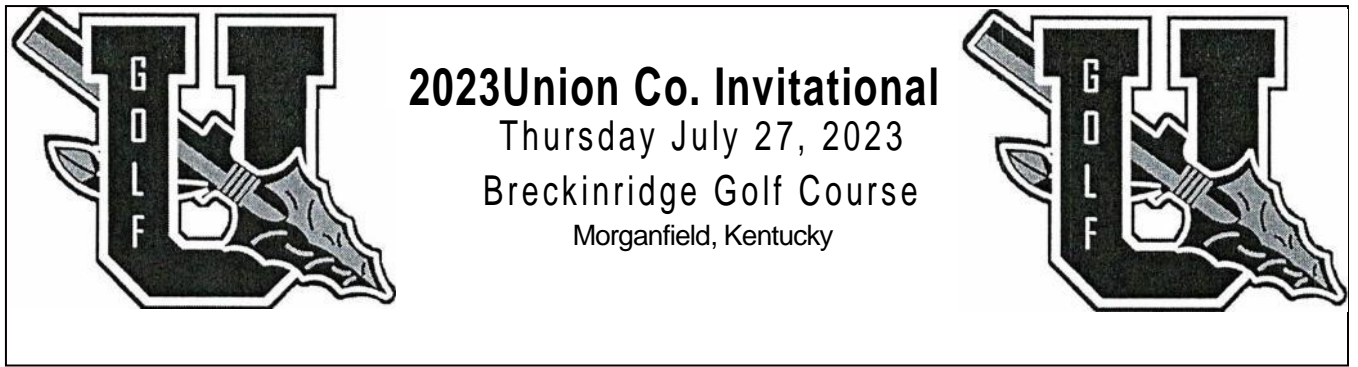 GOLF
2023Union Co. Invitational
Thursday July 27, 2023
Breckinridge Golf Course
Morganfield, Kentucky
GOLF